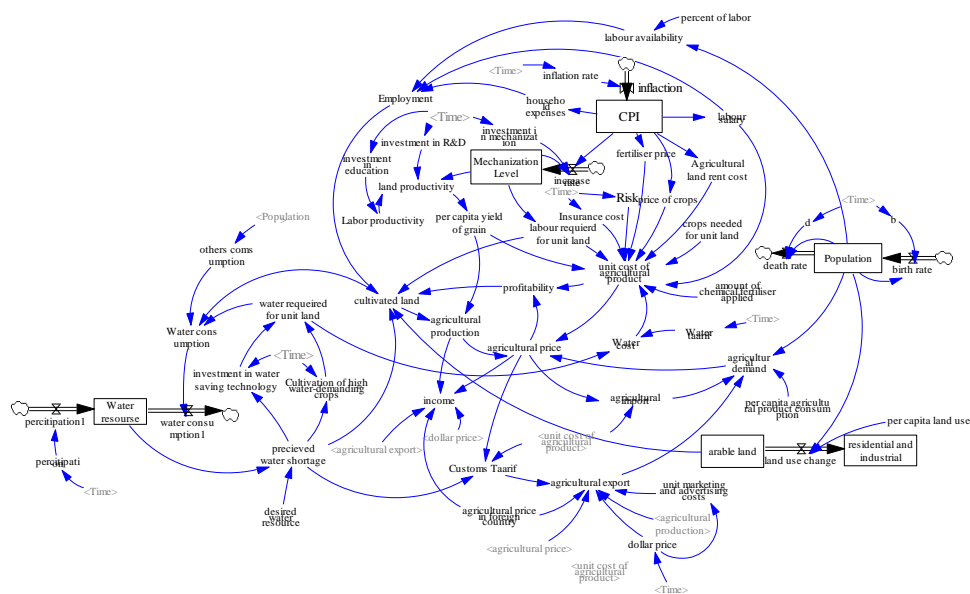 percent of labor
labour availability
<Time>
inflation rate
inflaction
Employment
househo
ld
expenses
CPI
labour
salary
<Time>
investment i
n mechanizat
ion
investment in R&D
investment
in
education
Mechanization
Level
fertiliser price
Agricultural
land rent cost
increase
rate
land productivity
<Time>
Risk
price of crops
<Time>
d
b
Labor productivity
per capita yield
of grain
Insurance cost
labour requierd
for unit land
crops needed
for unit land
<Population
others coms
umption
death rate
Population
birth rate
unit cost of
agricultural
product
profitability
cultivated land
amount of
chemical fertiliser
applied
water requeired
for unit land
Water cons
umption
agricultural
production
Water
taarif
<Time>
Water
cost
agricultural price
<Time>
agricultur
al
demand
investment in water
saving technology
Cultivation of high
water-demanding
crops
income
agricultural
import
per capita agricultu
ral product consum
ption
Water
resourse
percitipation1
water consu
mption1
<dollar price>
<agricultural export>
<unit cost of
agricultural
product>
per capita land use
arable land
land use change
residential and
industrial
percitipati
on
precieved
water shortage
Customs Taarif
<Time>
agricultural export
unit marketing
and advertising
costs
desired
water
resource
agricultural price
in foreign
country
<agricultural
production>
<agricultural price>
dollar price
<unit cost of
agricultural
product>
<Time>